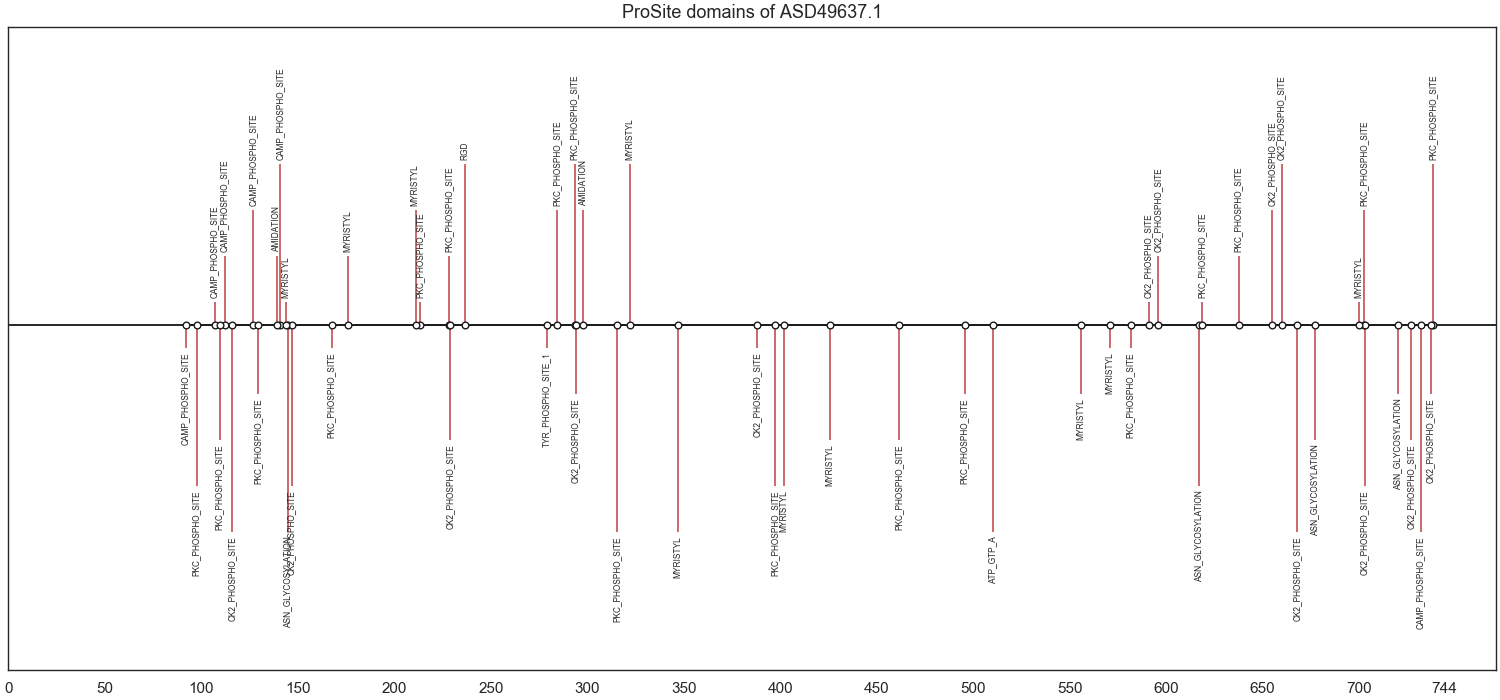 ProSite domains of ASD49637.1
CAMP_PHOSPHO_SITE
PKC_PHOSPHO_SITE
CAMP_PHOSPHO_SITE
PKC_PHOSPHO_SITE
CAMP_PHOSPHO_SITE
CK2_PHOSPHO_SITE
CAMP_PHOSPHO_SITE
PKC_PHOSPHO_SITE
AMIDATION
CAMP_PHOSPHO_SITE
MYRISTYL
ASN_GLYCOSYLATION
CK2_PHOSPHO_SITE
PKC_PHOSPHO_SITE
MYRISTYL
MYRISTYL
PKC_PHOSPHO_SITE
PKC_PHOSPHO_SITE
CK2_PHOSPHO_SITE
RGD
TYR_PHOSPHO_SITE_1
PKC_PHOSPHO_SITE
PKC_PHOSPHO_SITE
CK2_PHOSPHO_SITE
AMIDATION
PKC_PHOSPHO_SITE
MYRISTYL
MYRISTYL
CK2_PHOSPHO_SITE
PKC_PHOSPHO_SITE
MYRISTYL
MYRISTYL
PKC_PHOSPHO_SITE
PKC_PHOSPHO_SITE
ATP_GTP_A
MYRISTYL
MYRISTYL
PKC_PHOSPHO_SITE
CK2_PHOSPHO_SITE
CK2_PHOSPHO_SITE
ASN_GLYCOSYLATION
PKC_PHOSPHO_SITE
PKC_PHOSPHO_SITE
CK2_PHOSPHO_SITE
CK2_PHOSPHO_SITE
CK2_PHOSPHO_SITE
ASN_GLYCOSYLATION
MYRISTYL
PKC_PHOSPHO_SITE
CK2_PHOSPHO_SITE
ASN_GLYCOSYLATION
CK2_PHOSPHO_SITE
CAMP_PHOSPHO_SITE
CK2_PHOSPHO_SITE
PKC_PHOSPHO_SITE
0 50 100 150 200 250 300 350 400 450 500 550 600 650 700 744